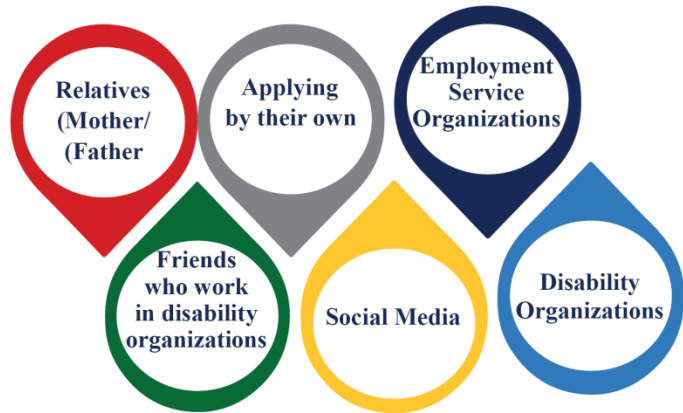 Relatives
(Mother/
(Father
Applying
by their own
Employment
Service
Organizations
Friends
who work
in disability
organizations
Social Media
Disability
Organizations